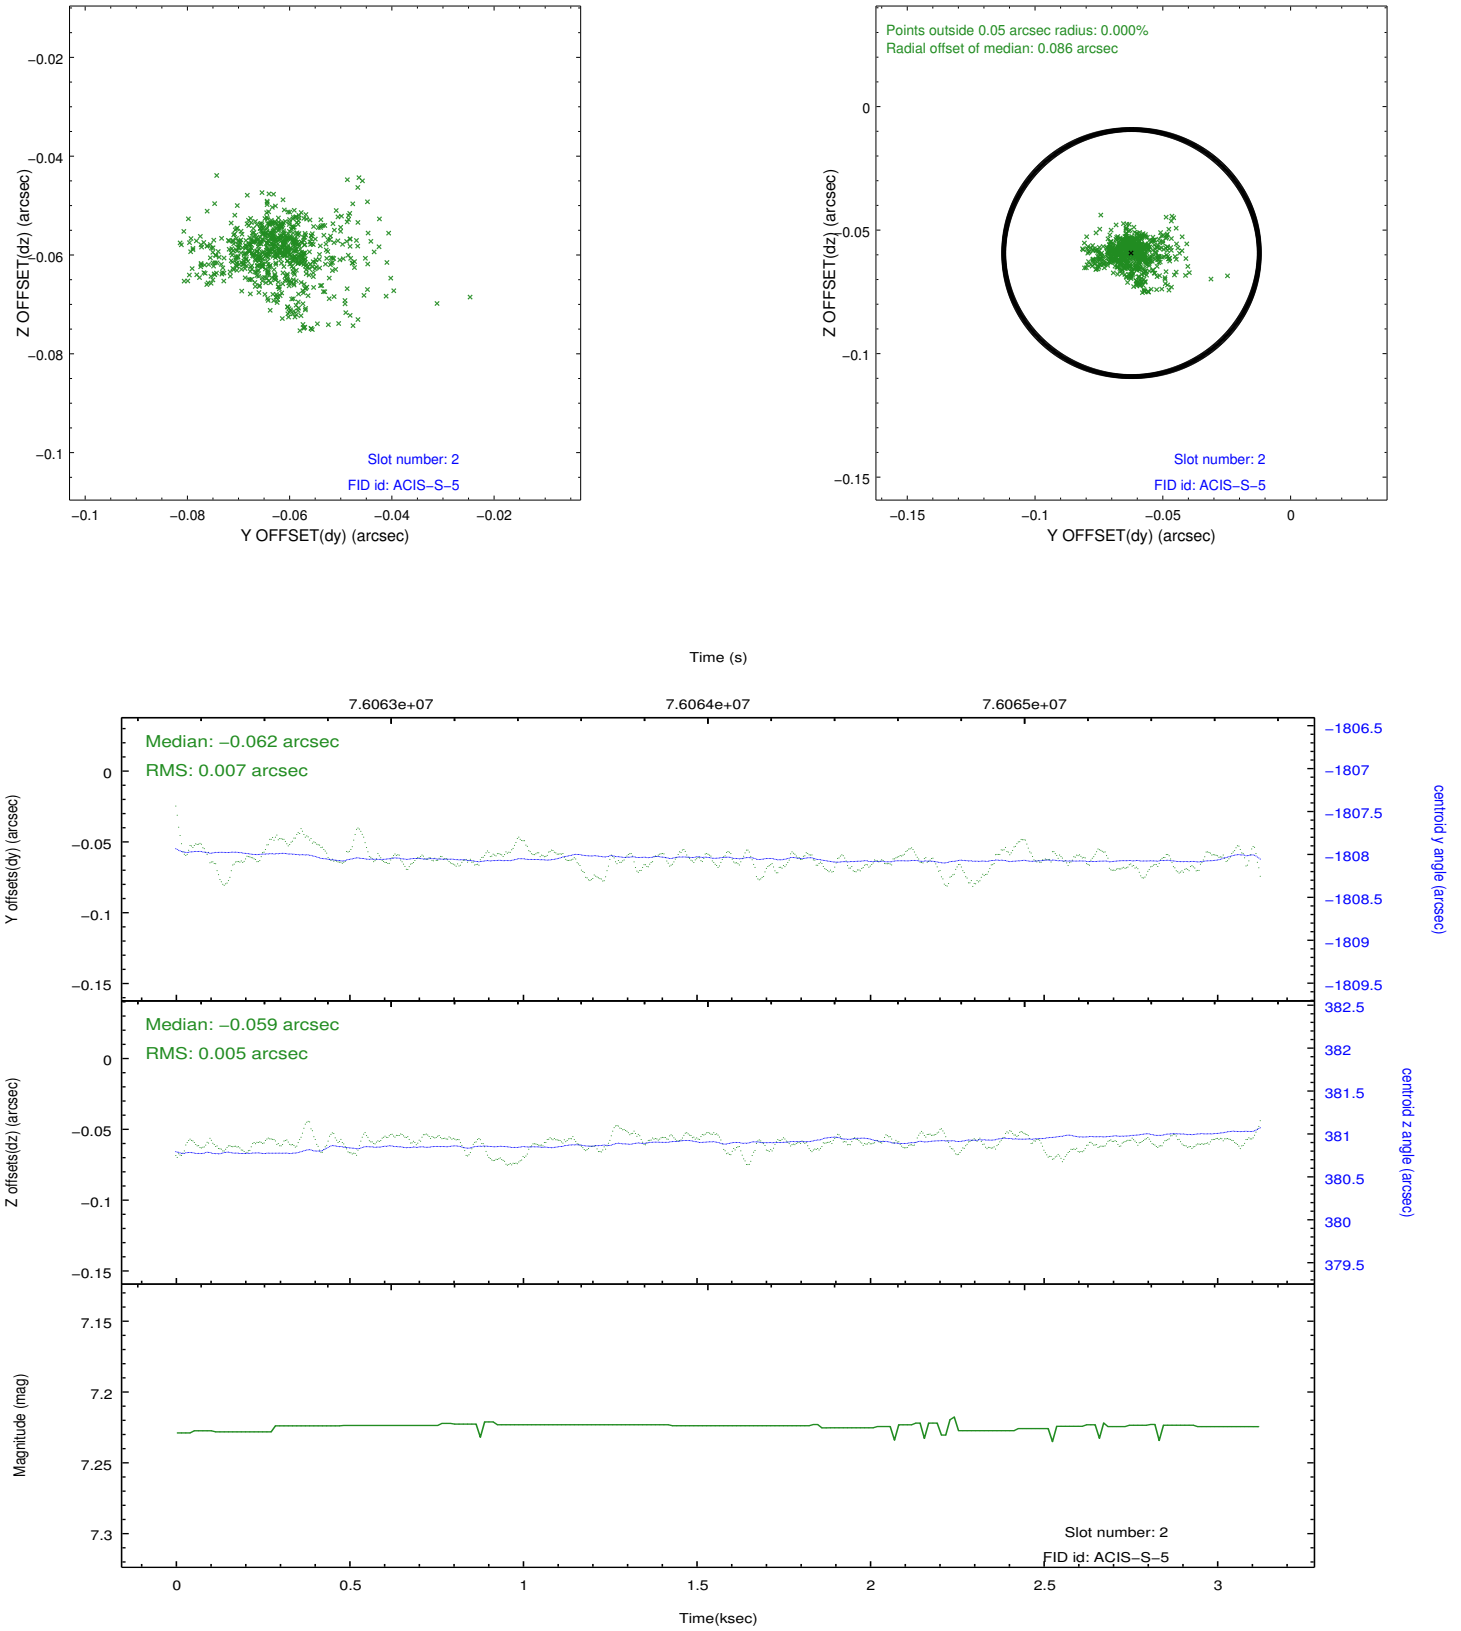 −0.02
−0.04
−0.06
−0.08
−0.1
Z OFFSET(dz) (arcsec)
Slot number: 2
FID id: ACIS−S−5
−0.1
−0.08
−0.06
−0.04
−0.02
Y OFFSET(dy) (arcsec)
Points outside 0.05 arcsec radius: 0.000%
Radial offset of median: 0.086 arcsec
0
−0.05
−0.1
−0.15
Z OFFSET(dz) (arcsec)
Slot number: 2
FID id: ACIS−S−5
−0.15
−0.1
−0.05
0
Y OFFSET(dy) (arcsec)
Time (s)
7.6063e+07
7.6064e+07
7.6065e+07
Median: −0.062 arcsec
RMS: 0.007 arcsec
0
−0.05
−0.1
−0.15
Y offsets(dy) (arcsec)
−1806.5
−1807
−1807.5
−1808
−1808.5
−1809
−1809.5
centroid y angle (arcsec)
Median: −0.059 arcsec
RMS: 0.005 arcsec
0
−0.05
−0.1
−0.15
Z offsets(dz) (arcsec)
382.5
382
381.5
381
380.5
380
379.5
centroid z angle (arcsec)
7.15
7.2
7.25
7.3
Magnitude (mag)
Slot number: 2
FID id: ACIS−S−5
0
0.5
1
1.5
2
2.5
3
Time(ksec)